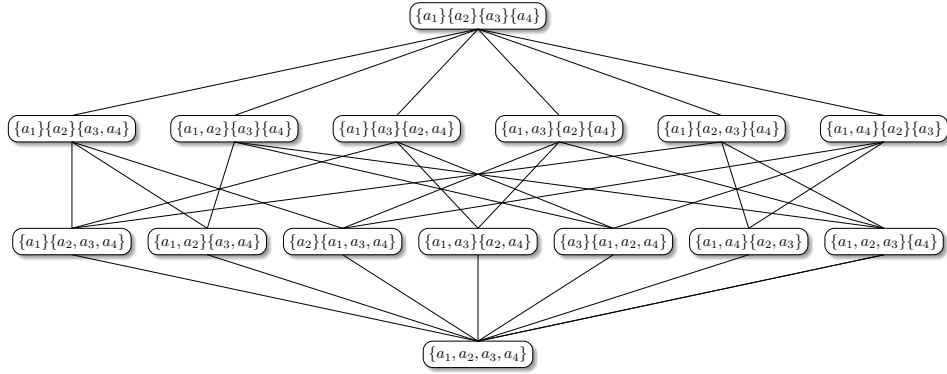 {a₁}{a₂}{a₃}{a₄}
{a₁}{a₂}{a₃, a₄} {a₁, a₂}{a₃}{a₄} {a₁}{a₃}{a₂, a₄} {a₁, a₃}{a₂}{a₄} {a₁}{a₂, a₃}{a₄} {a₁, a₄}{a₂}{a₃}
{a₁}{a₂, a₃, a₄} {a₁, a₂}{a₃, a₄} {a₂}{a₁, a₃, a₄} {a₁, a₃}{a₂, a₄} {a₃}{a₁, a₂, a₄} {a₁, a₄}{a₂, a₃} {a₁, a₂, a₃}{a₄}
{a₁, a₂, a₃, a₄}